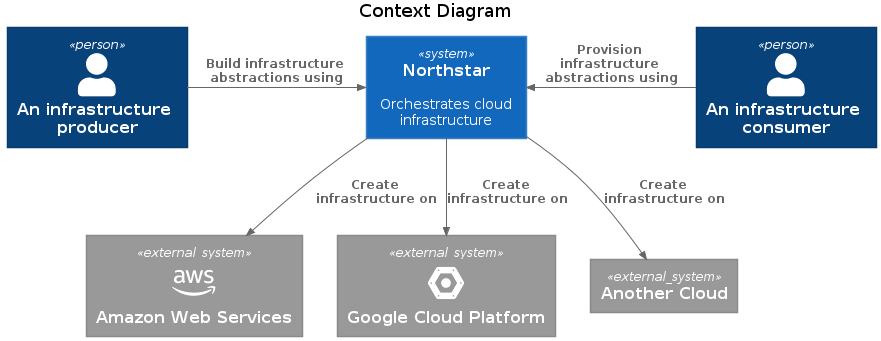 Context Diagram
«person»
An infrastructure
producer
Build infrastructure
abstractions using
«system»
Northstar
Orchestrates cloud
infrastructure
Provision
infrastructure
abstractions using
«person»
An infrastructure
consumer
Create
infrastructure on
Create
infrastructure on
Create
infrastructure on
«external_system»
aws
Amazon Web Services
«external_system»
Google Cloud Platform
«external_system»
Another Cloud